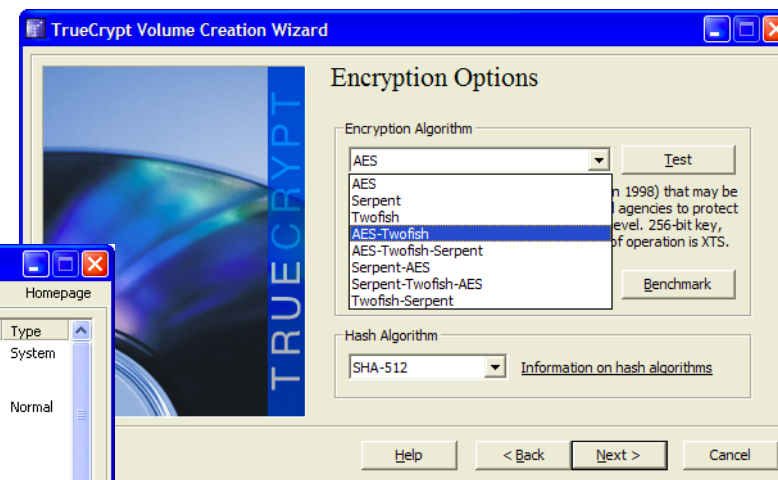 TrueCrypt Volume Creation Wizard
TRUECRYPT
Encryption Options
Encryption Algorithm
AES
Test
AES
Serpent
Twofish
AES-Twofish
AES-Twofish-Serpent
Serpent-AES
Serpent-Twofish-AES
Twofish-Serpent
n 1998) that may be
agencies to protect
evel. 256-bit key,
of operation is XTS.
Benchmark
Hash Algorithm
SHA-512
Information on hash algorithms
Help
< Back
Next >
Cancel
Homepage
Type
System
Normal